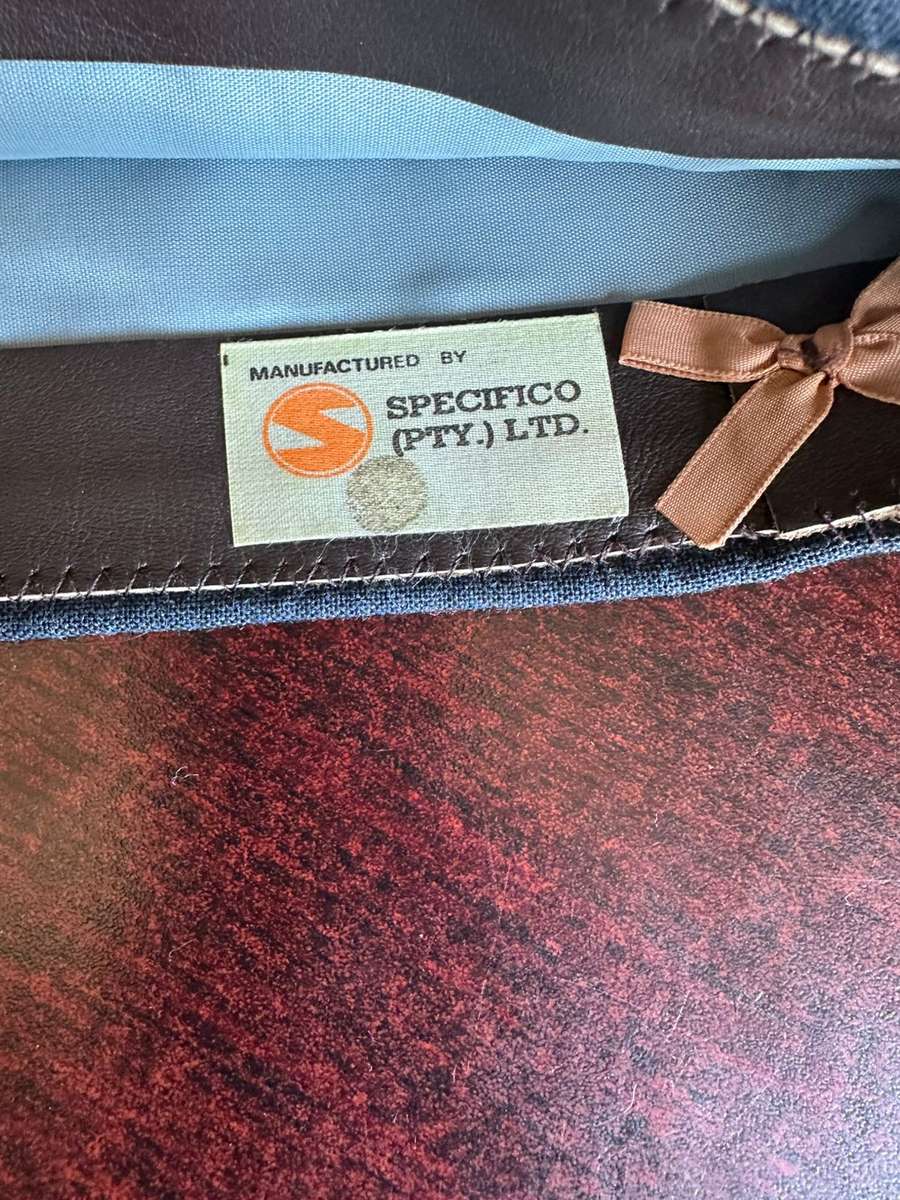 MANUFACTURED BY
SPECIFICO
(PTY.) LTD.